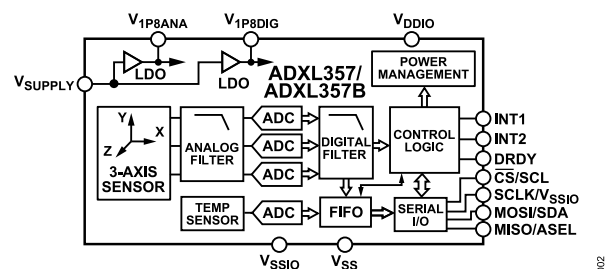 V1P8ANA
V1P8DIG
VDDIO
VSUPPLY
LDO
LDO
ADXL357/
ADXL357B
POWER
MANAGEMENT
Y
X
Z
3-AXIS
SENSOR
ANALOG
FILTER
ADC
ADC
ADC
DIGITAL
FILTER
CONTROL
LOGIC
INT1
INT2
DRDY
CS/SCL
SCLK/VSSIO
MOSI/SDA
MISO/ASEL
TEMP
SENSOR
ADC
FIFO
SERIAL
I/O
VSSIO
VSS
002